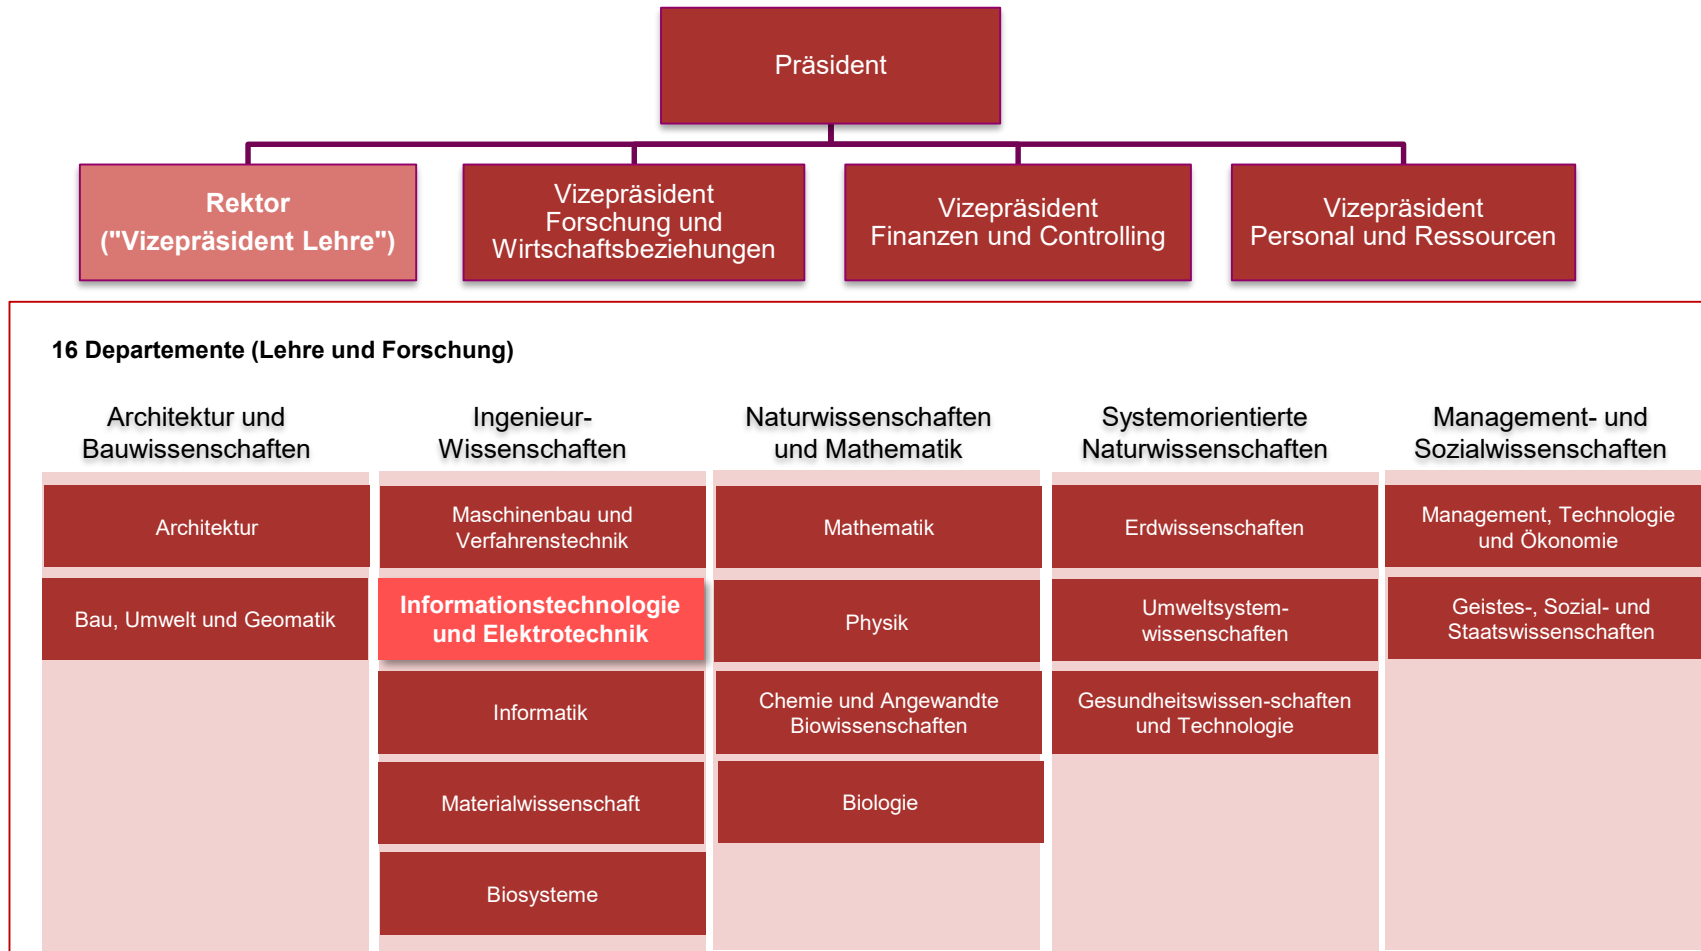 Präsident
Rektor
("Vizepräsident Lehre")
Vizepräsident
Forschung und
Wirtschaftsbeziehungen
Vizepräsident
Finanzen und Controlling
Vizepräsident
Personal und Ressourcen
16 Departemente (Lehre und Forschung)
Architektur und
Bauwissenschaften
Architektur
Bau, Umwelt und Geomatik
Ingenieur-
Wissenschaften
Maschinenbau und
Verfahrenstechnik
Informationstechnologie
und Elektrotechnik
Informatik
Materialwissenschaft
Biosysteme
Naturwissenschaften
und Mathematik
Mathematik
Physik
Chemie und Angewandte
Biowissenschaften
Biologie
Systemorientierte
Naturwissenschaften
Erdwissenschaften
Umweltsystem-
wissenschaften
Gesundheitswissen-schaften
und Technologie
Management- und
Sozialwissenschaften
Management, Technologie
und Ökonomie
Geistes-, Sozial- und
Staatswissenschaften